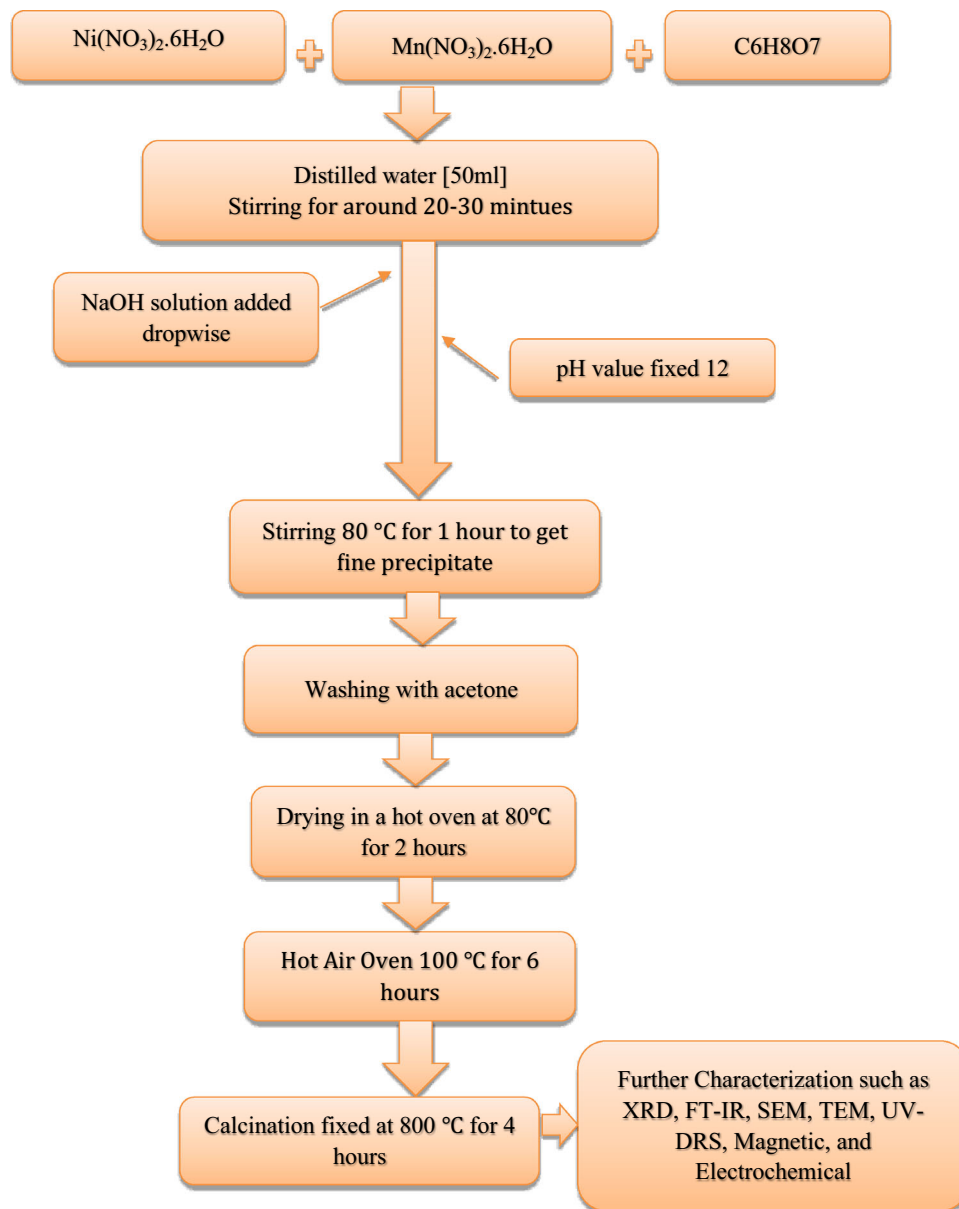 Ni(NO₃)₂.6H₂O
Mn(NO₃)₂.6H₂O
C6H8O7
Distilled water [50ml]
Stirring for around 20-30 mintues
NaOH solution added
dropwise
pH value fixed 12
Stirring 80 °C for 1 hour to get
fine precipitate
Washing with acetone
Drying in a hot oven at 80℃
for 2 hours
Hot Air Oven 100 °C for 6
hours
Calcination fixed at 800 ℃ for 4
hours
Further Characterization such as
XRD, FT-IR, SEM, TEM, UV-
DRS, Magnetic, and
Electrochemical